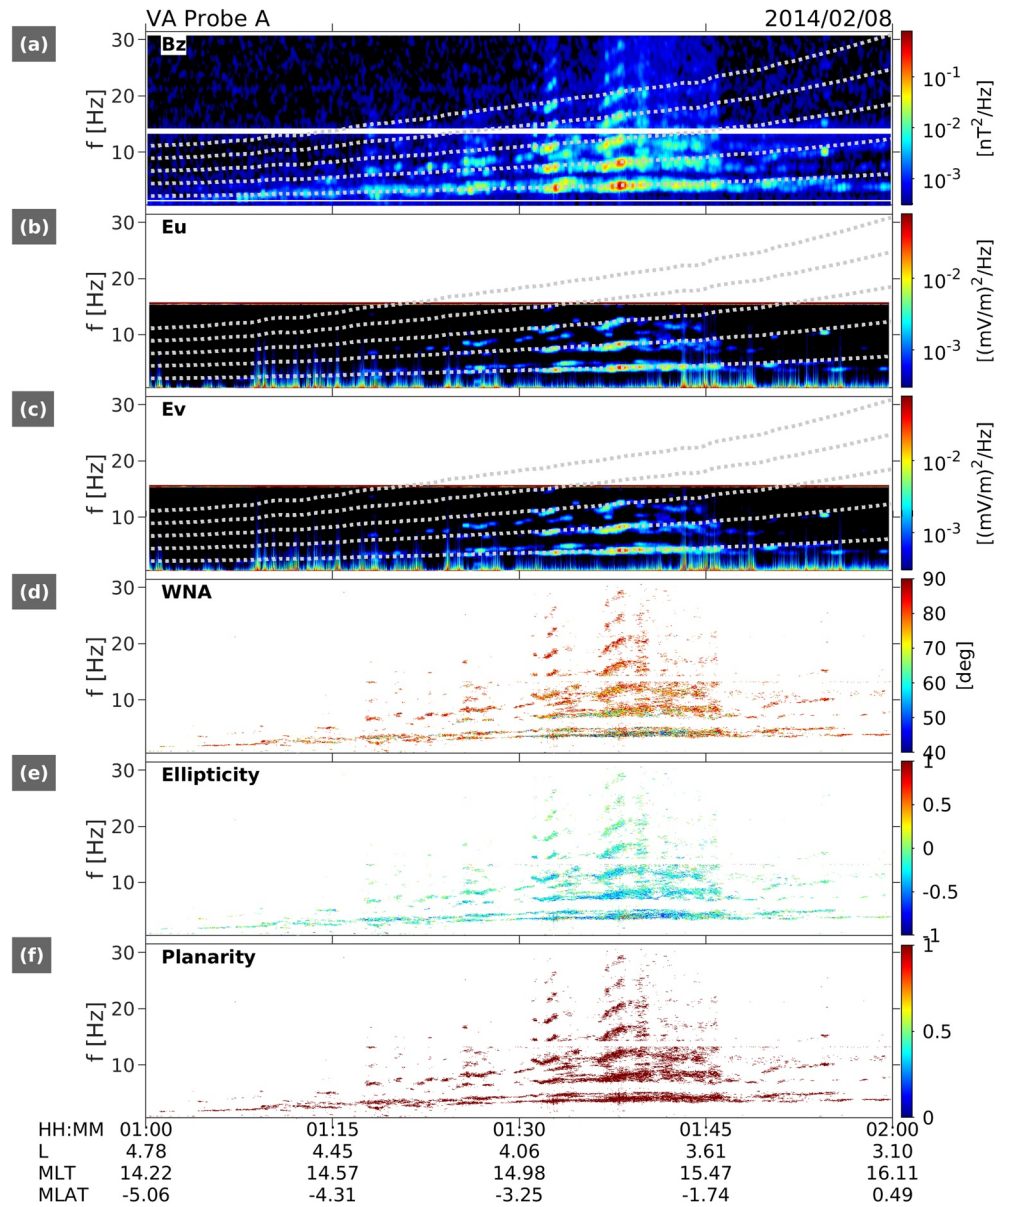 VA Probe A 2014/02/08
(a)
Bz
30
20
10
f [Hz]
10^-1
10^-2
10^-3
[nT^2/Hz]
(b)
Eu
30
20
10
f [Hz]
10^-2
10^-3
[(mV/m)^2/Hz]
(c)
Ev
30
20
10
f [Hz]
10^-2
10^-3
[(mV/m)^2/Hz]
(d)
WNA
30
20
10
f [Hz]
90
80
70
60
50
40
[deg]
(e)
Ellipticity
30
20
10
f [Hz]
1
0.5
0
-0.5
-1
(f)
Planarity
30
20
10
f [Hz]
1
0.5
0
HH:MM 01:00 01:15 01:30 01:45 02:00
L 4.78 4.45 4.06 3.61 3.10
MLT 14.22 14.57 14.98 15.47 16.11
MLAT -5.06 -4.31 -3.25 -1.74 0.49